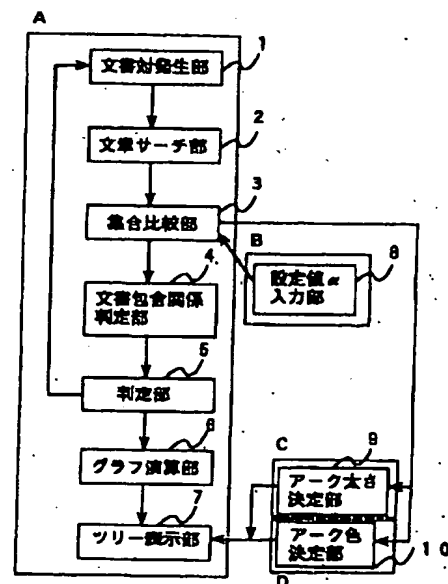 A
1
文書対発生部
2
文章サーチ部
3
集合比較部
B
8
設定値α
入力部
4
文書包含関係
判定部
5
判定部
6
グラフ演算部
7
ツリー表示部
C
9
アーク太さ
決定部
アーク色
決定部
10
D